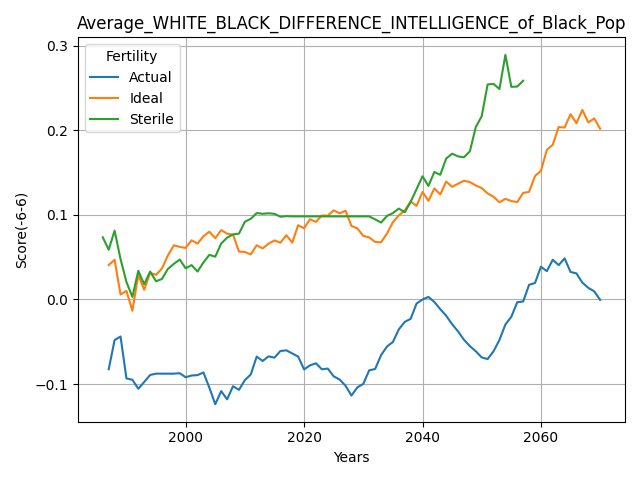 Average_WHITE_BLACK_DIFFERENCE_INTELLIGENCE_of_Black_Pop
Fertility
Actual
Ideal
Sterile
0.3
0.2
0.1
0.0
−0.1
Score(-6-6)
2000
2020
2040
2060
Years